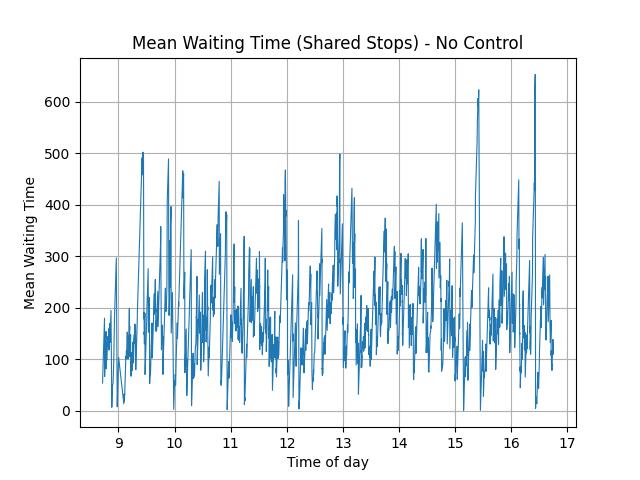 Mean Waiting Time (Shared Stops) - No Control
Mean Waiting Time
600
500
400
300
200
100
0
9 10 11 12 13 14 15 16 17
Time of day